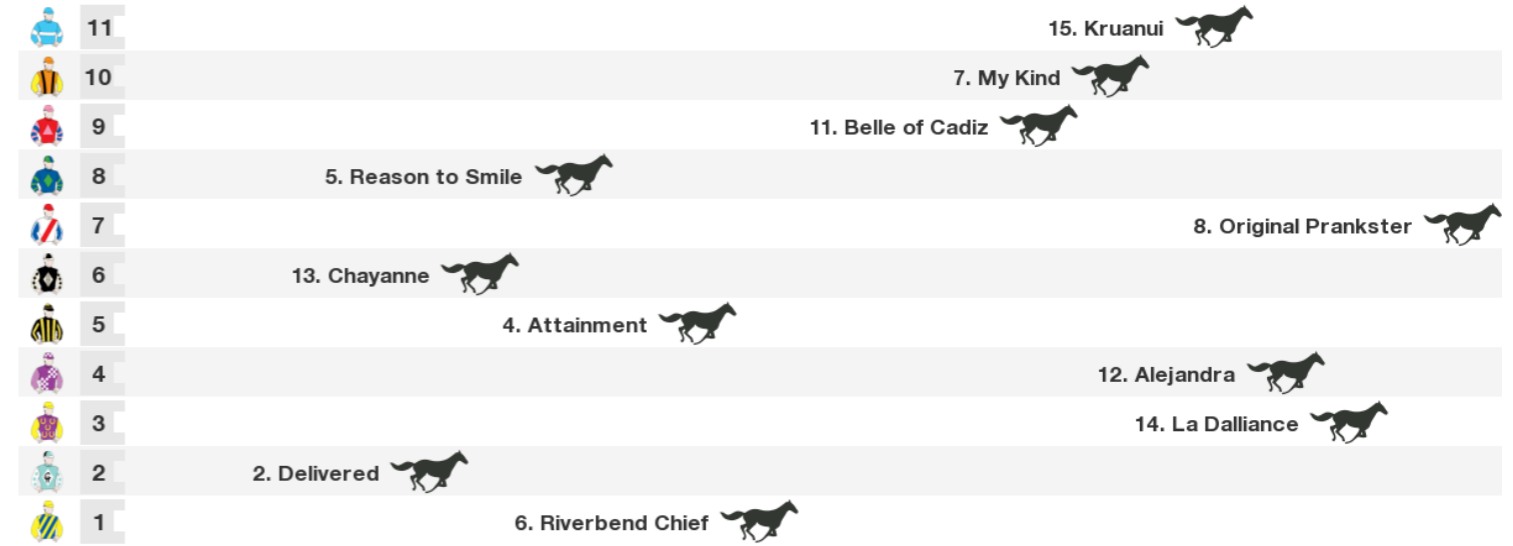 11 15. Kruanui
10 7. My Kind
9 11. Belle of Cadiz
8 5. Reason to Smile
7 8. Original Prankster
6 13. Chayanne
5 4. Attainment
4 12. Alejandra
3 14. La Dalliance
2 2. Delivered
1 6. Riverbend Chief